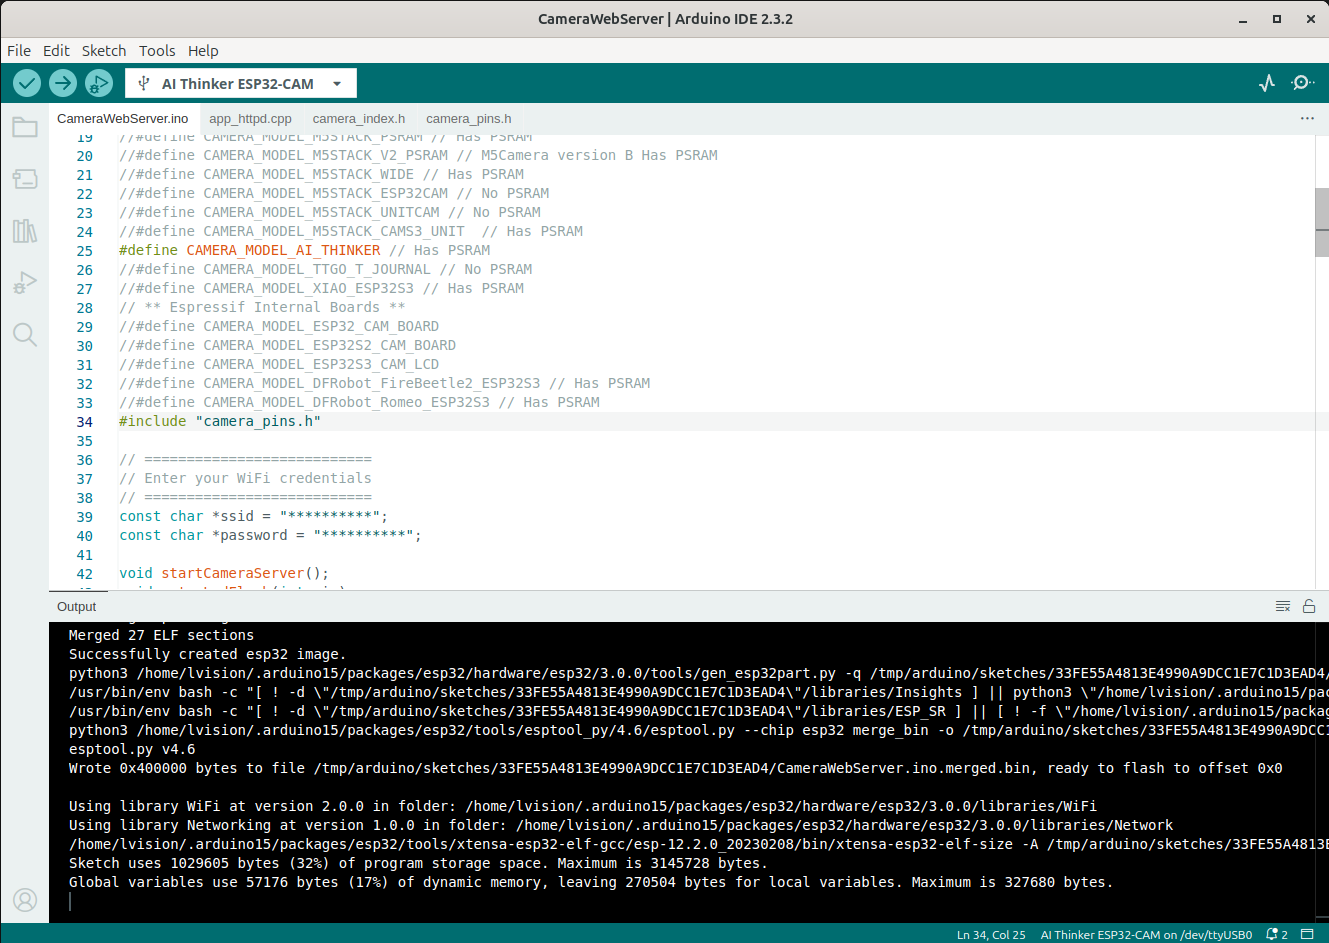 CameraWebServer | Arduino IDE 2.3.2
File Edit Sketch Tools Help
AI Thinker ESP32-CAM
CameraWebServer.ino app_httpd.cpp camera_index.h camera_pins.h
19 //#define CAMERA_MODEL_M5STACK_PSRAM // Has PSRAM
20 //#define CAMERA_MODEL_M5STACK_V2_PSRAM // M5Camera version B Has PSRAM
21 //#define CAMERA_MODEL_M5STACK_WIDE // Has PSRAM
22 //#define CAMERA_MODEL_M5STACK_ESP32CAM // No PSRAM
23 //#define CAMERA_MODEL_M5STACK_UNITCAM // No PSRAM
24 //#define CAMERA_MODEL_M5STACK_CAMS3_UNIT  // Has PSRAM
25 #define CAMERA_MODEL_AI_THINKER // Has PSRAM
26 //#define CAMERA_MODEL_TTGO_T_JOURNAL // No PSRAM
27 //#define CAMERA_MODEL_XIAO_ESP32S3 // Has PSRAM
28 // ** Espressif Internal Boards **
29 //#define CAMERA_MODEL_ESP32_CAM_BOARD
30 //#define CAMERA_MODEL_ESP32S2_CAM_BOARD
31 //#define CAMERA_MODEL_ESP32S3_CAM_LCD
32 //#define CAMERA_MODEL_DFRobot_FireBeetle2_ESP32S3 // Has PSRAM
33 //#define CAMERA_MODEL_DFRobot_Romeo_ESP32S3 // Has PSRAM
34 #include "camera_pins.h"
35
36 // ===========================
37 // Enter your WiFi credentials
38 // ===========================
39 const char *ssid = "**********";
40 const char *password = "**********";
41
42 void startCameraServer();
Output
Merged 27 ELF sections
Successfully created esp32 image.
python3 /home/lvision/.arduino15/packages/esp32/hardware/esp32/3.0.0/tools/gen_esp32part.py -q /tmp/arduino/sketches/33FE55A4813E4990A9DCC1E7C1D3EAD4/
/usr/bin/env bash -c "[ ! -d \"/tmp/arduino/sketches/33FE55A4813E4990A9DCC1E7C1D3EAD4\"/libraries/Insights ] || python3 \"/home/lvision/.arduino15/pac
/usr/bin/env bash -c "[ ! -d \"/tmp/arduino/sketches/33FE55A4813E4990A9DCC1E7C1D3EAD4\"/libraries/ESP_SR ] || [ ! -f \"/home/lvision/.arduino15/packag
python3 /home/lvision/.arduino15/packages/esp32/tools/esptool_py/4.6/esptool.py --chip esp32 merge_bin -o /tmp/arduino/sketches/33FE55A4813E4990A9DCC1
esptool.py v4.6
Wrote 0x400000 bytes to file /tmp/arduino/sketches/33FE55A4813E4990A9DCC1E7C1D3EAD4/CameraWebServer.ino.merged.bin, ready to flash to offset 0x0
Using library WiFi at version 2.0.0 in folder: /home/lvision/.arduino15/packages/esp32/hardware/esp32/3.0.0/libraries/WiFi
Using library Networking at version 1.0.0 in folder: /home/lvision/.arduino15/packages/esp32/hardware/esp32/3.0.0/libraries/Network
/home/lvision/.arduino15/packages/esp32/tools/xtensa-esp32-elf-gcc/esp-12.2.0_20230208/bin/xtensa-esp32-elf-size -A /tmp/arduino/sketches/33FE55A4813E
Sketch uses 1029605 bytes (32%) of program storage space. Maximum is 3145728 bytes.
Global variables use 57176 bytes (17%) of dynamic memory, leaving 270504 bytes for local variables. Maximum is 327680 bytes.
Ln 34, Col 25 AI Thinker ESP32-CAM on /dev/ttyUSB0 2